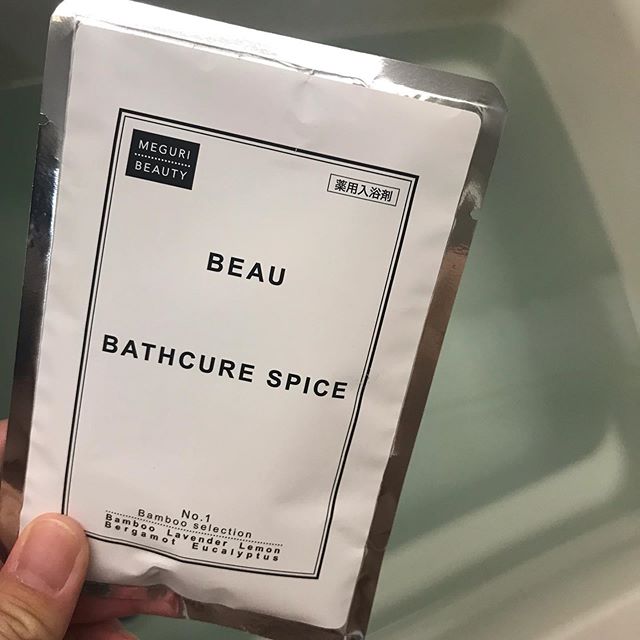 MEGURI
BEAUTY
薬用入浴剤
BEAU
BATHCURE SPICE
No.1
Bamboo selection
Bamboo Lavender Lemon
Bergamot Eucalyptus